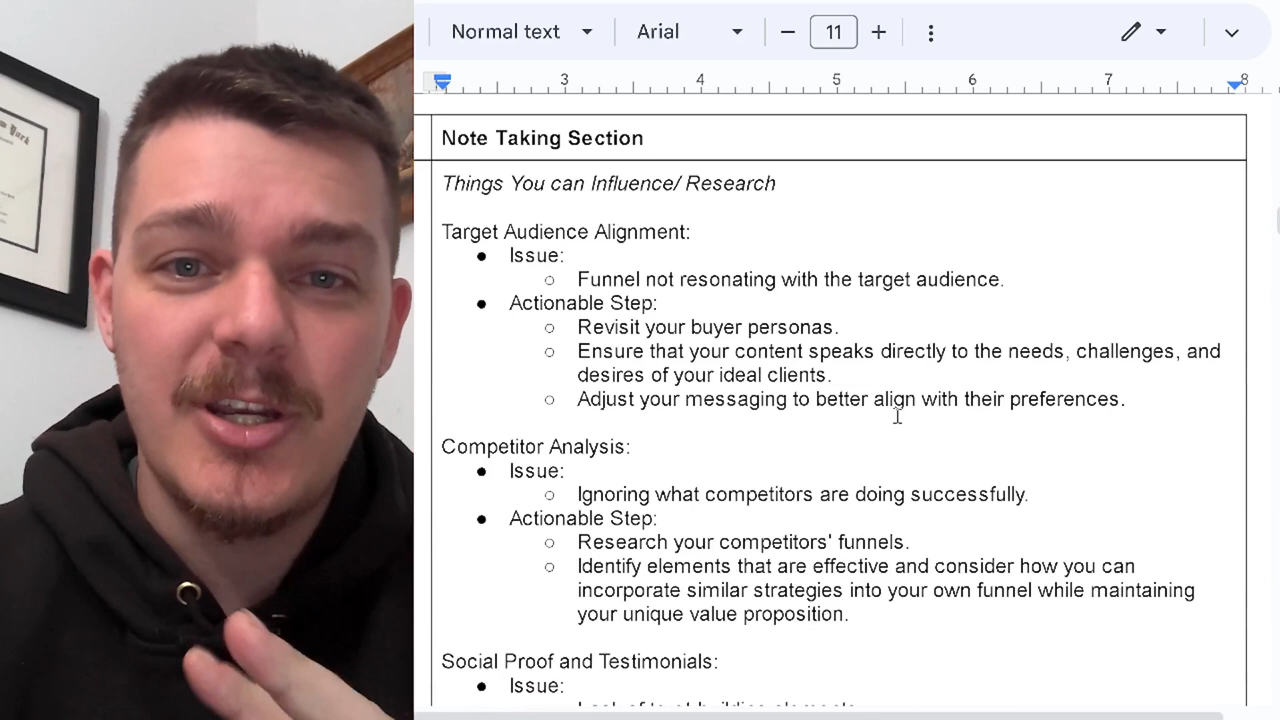 Normal text
Arial
11
3 4 5 6 7 8
Note Taking Section
Things You can Influence/ Research
Target Audience Alignment:
● Issue:
○ Funnel not resonating with the target audience.
● Actionable Step:
○ Revisit your buyer personas.
○ Ensure that your content speaks directly to the needs, challenges, and
desires of your ideal clients.
○ Adjust your messaging to better align with their preferences.
Competitor Analysis:
● Issue:
○ Ignoring what competitors are doing successfully.
● Actionable Step:
○ Research your competitors' funnels.
○ Identify elements that are effective and consider how you can
incorporate similar strategies into your own funnel while maintaining
your unique value proposition.
Social Proof and Testimonials:
● Issue: